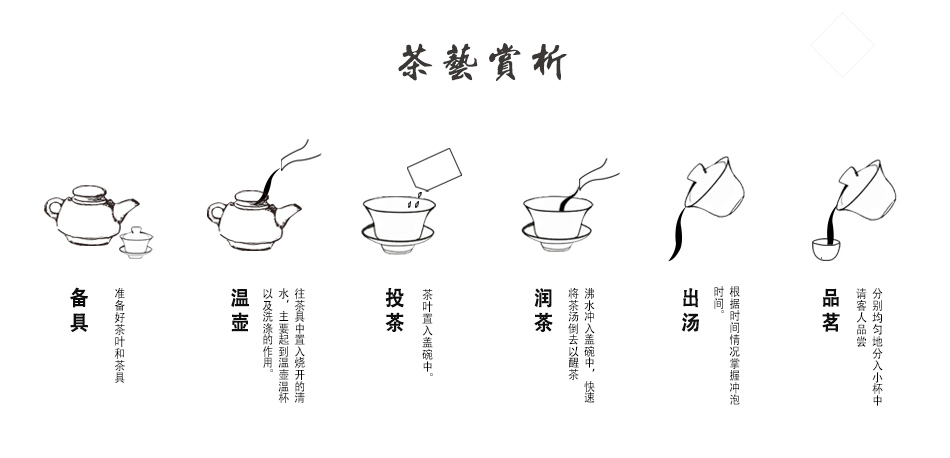 茶藝賞析
备具
准备好茶叶和茶具
温壶
往茶具中置入烧开的清
水，主要起到温壶温杯
以及洗涤的作用。
投茶
茶叶置入盖碗中。
润茶
沸水冲入盖碗中，快速
将茶汤倒去以醒茶
出汤
根据时间情况掌握冲泡
时间。
品茗
分别均匀地分入小杯中
请客人品尝